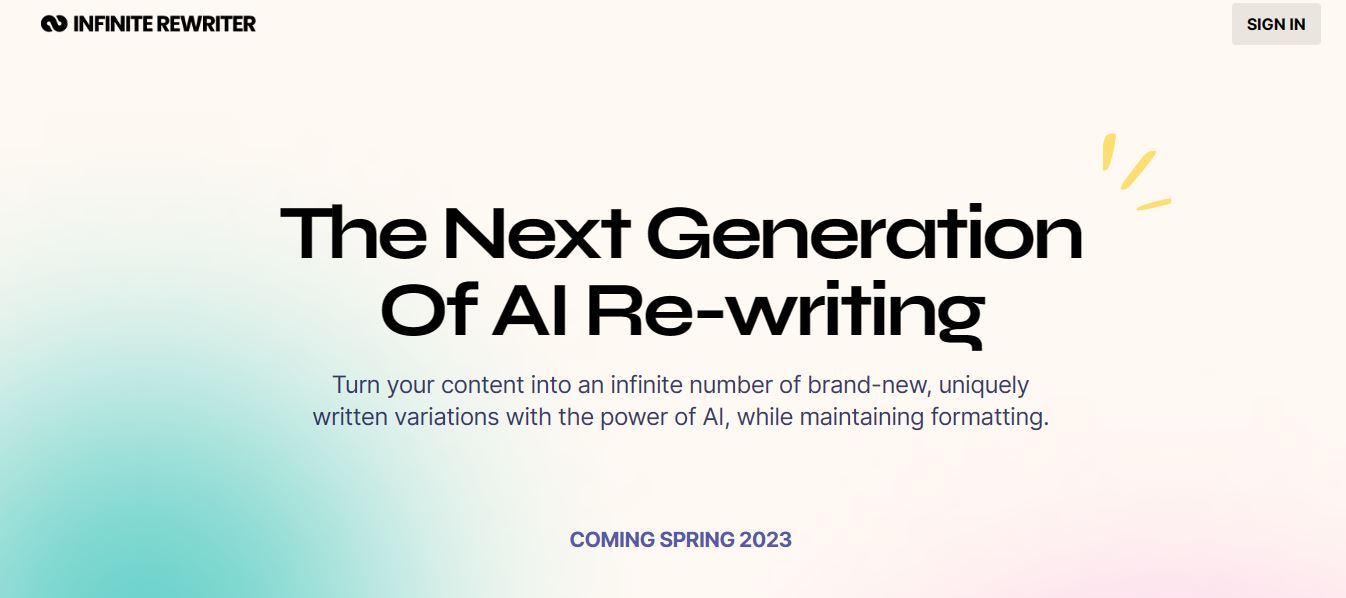 INFINITE REWRITER
SIGN IN
The Next Generation
Of AI Re-writing
Turn your content into an infinite number of brand-new, uniquely
written variations with the power of AI, while maintaining formatting.
COMING SPRING 2023